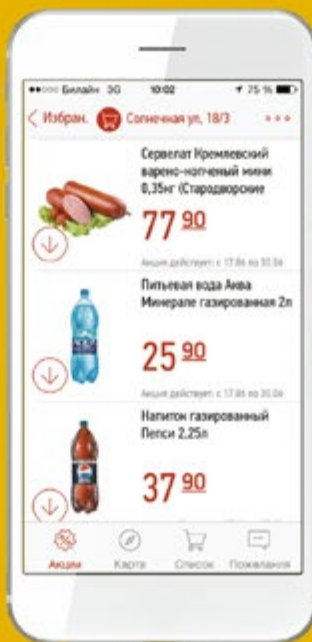 Билайн 3G 10:02 75 %
Избран. Солнечная ул, 18/3
Сервелат Кремлевский
варено-копченый мини
0,35кг (Стародворские
77 90
Акция действует: с 17.06 по 30.06
Питьевая вода Аква
Минерале газированная 2л
25 90
Акция действует: с 17.06 по 30.06
Напиток газированный
Пепси 2,25л
37 90
Акции Карта Список Пожелания